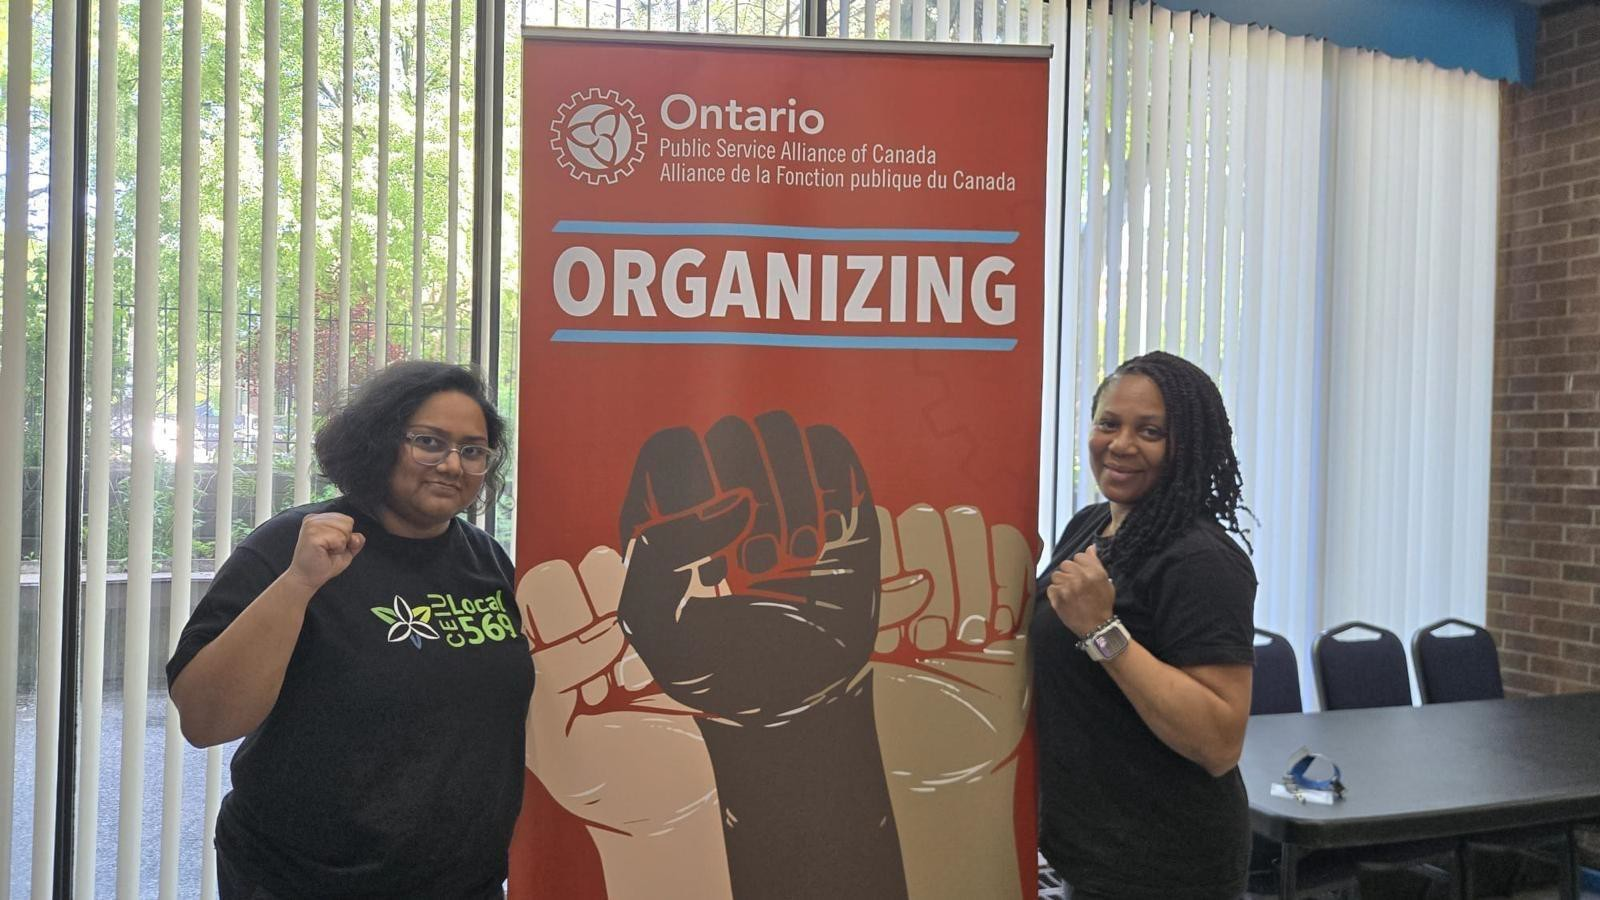 Ontario
Public Service Alliance of Canada
Alliance de la Fonction publique du Canada
ORGANIZING
CEIU Local
569